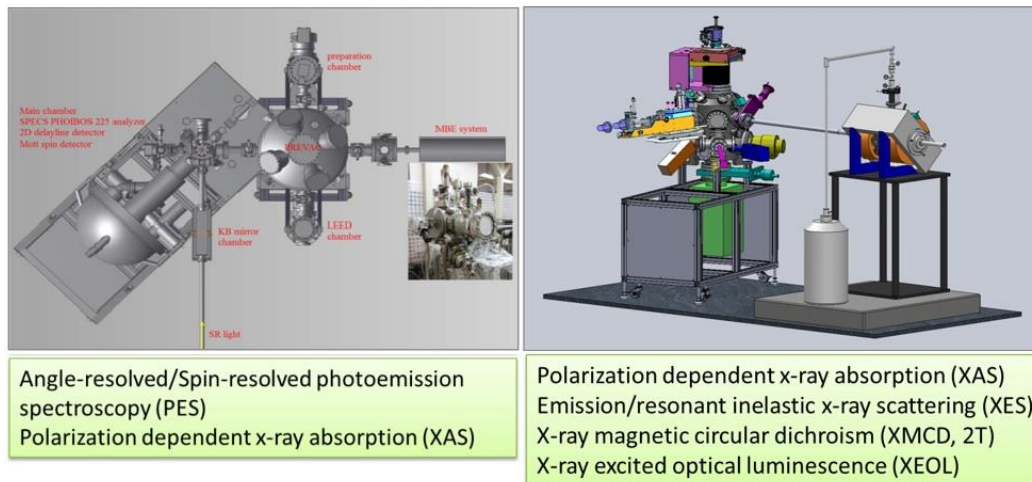 preparation
chamber
Main chamber
SPECS PHOIBOS 225 analyzer
2D delayline detector
Mott spin detector
MBE system
PREVAC
KB mirror
chamber
LEED
chamber
SR light
Angle-resolved/Spin-resolved photoemission
spectroscopy (PES)
Polarization dependent x-ray absorption (XAS)
Polarization dependent x-ray absorption (XAS)
Emission/resonant inelastic x-ray scattering (XES)
X-ray magnetic circular dichroism (XMCD, 2T)
X-ray excited optical luminescence (XEOL)